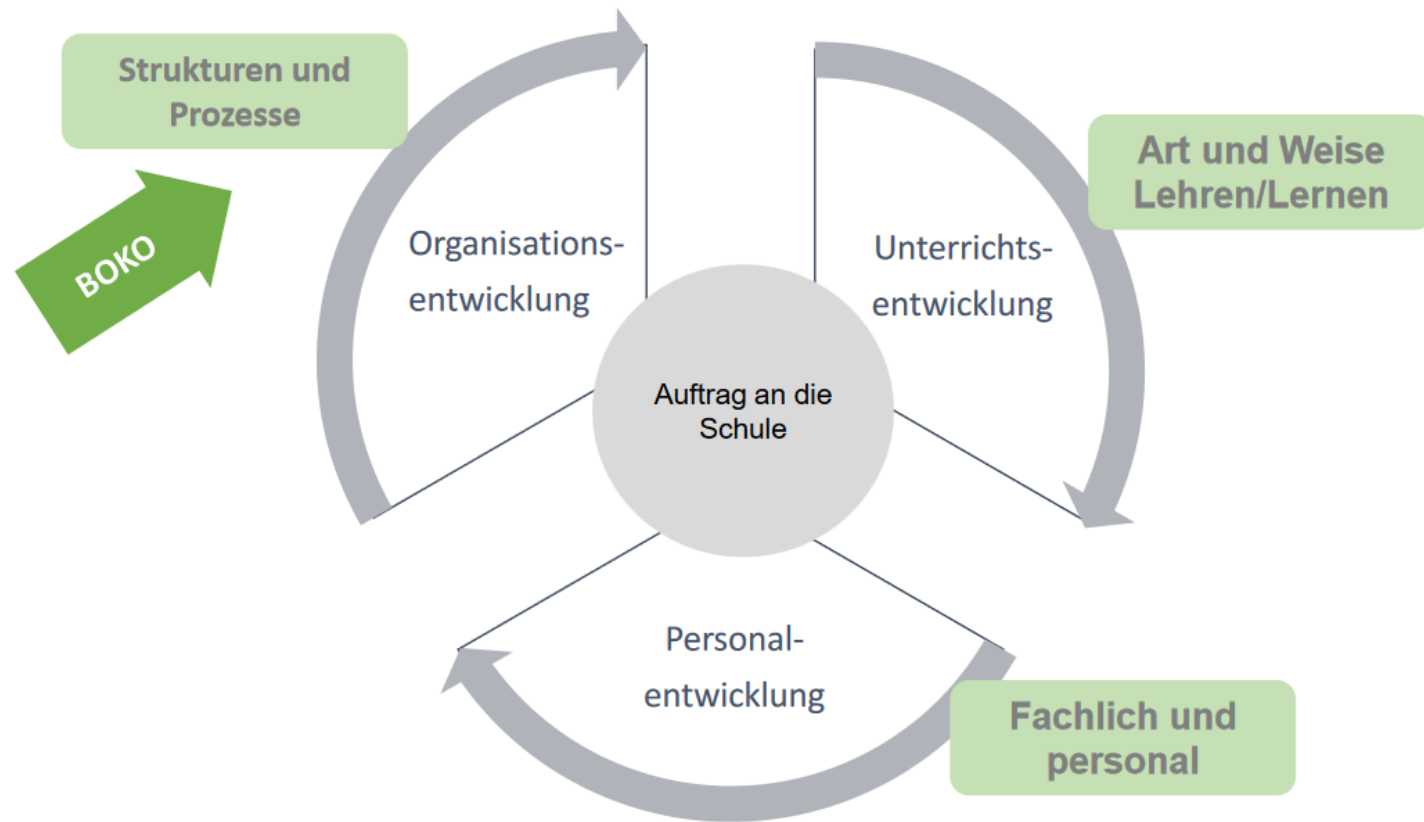 Strukturen und
Prozesse
BOKO
Organisations-
entwicklung
Art und Weise
Lehren/Lernen
Unterrichts-
entwicklung
Auftrag an die
Schule
Personal-
entwicklung
Fachlich und
personal